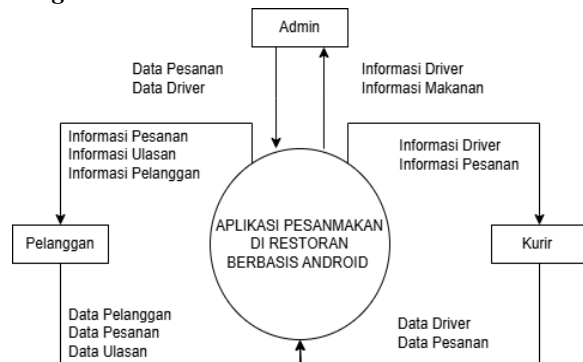 Admin
Data Pesanan
Data Driver
Informasi Driver
Informasi Makanan
Informasi Pesanan
Informasi Ulasan
Informasi Pelanggan
Informasi Driver
Informasi Pesanan
APLIKASI PESANMAKAN
DI RESTORAN
BERBASIS ANDROID
Pelanggan
Kurir
Data Pelanggan
Data Pesanan
Data Ulasan
Data Driver
Data Pesanan